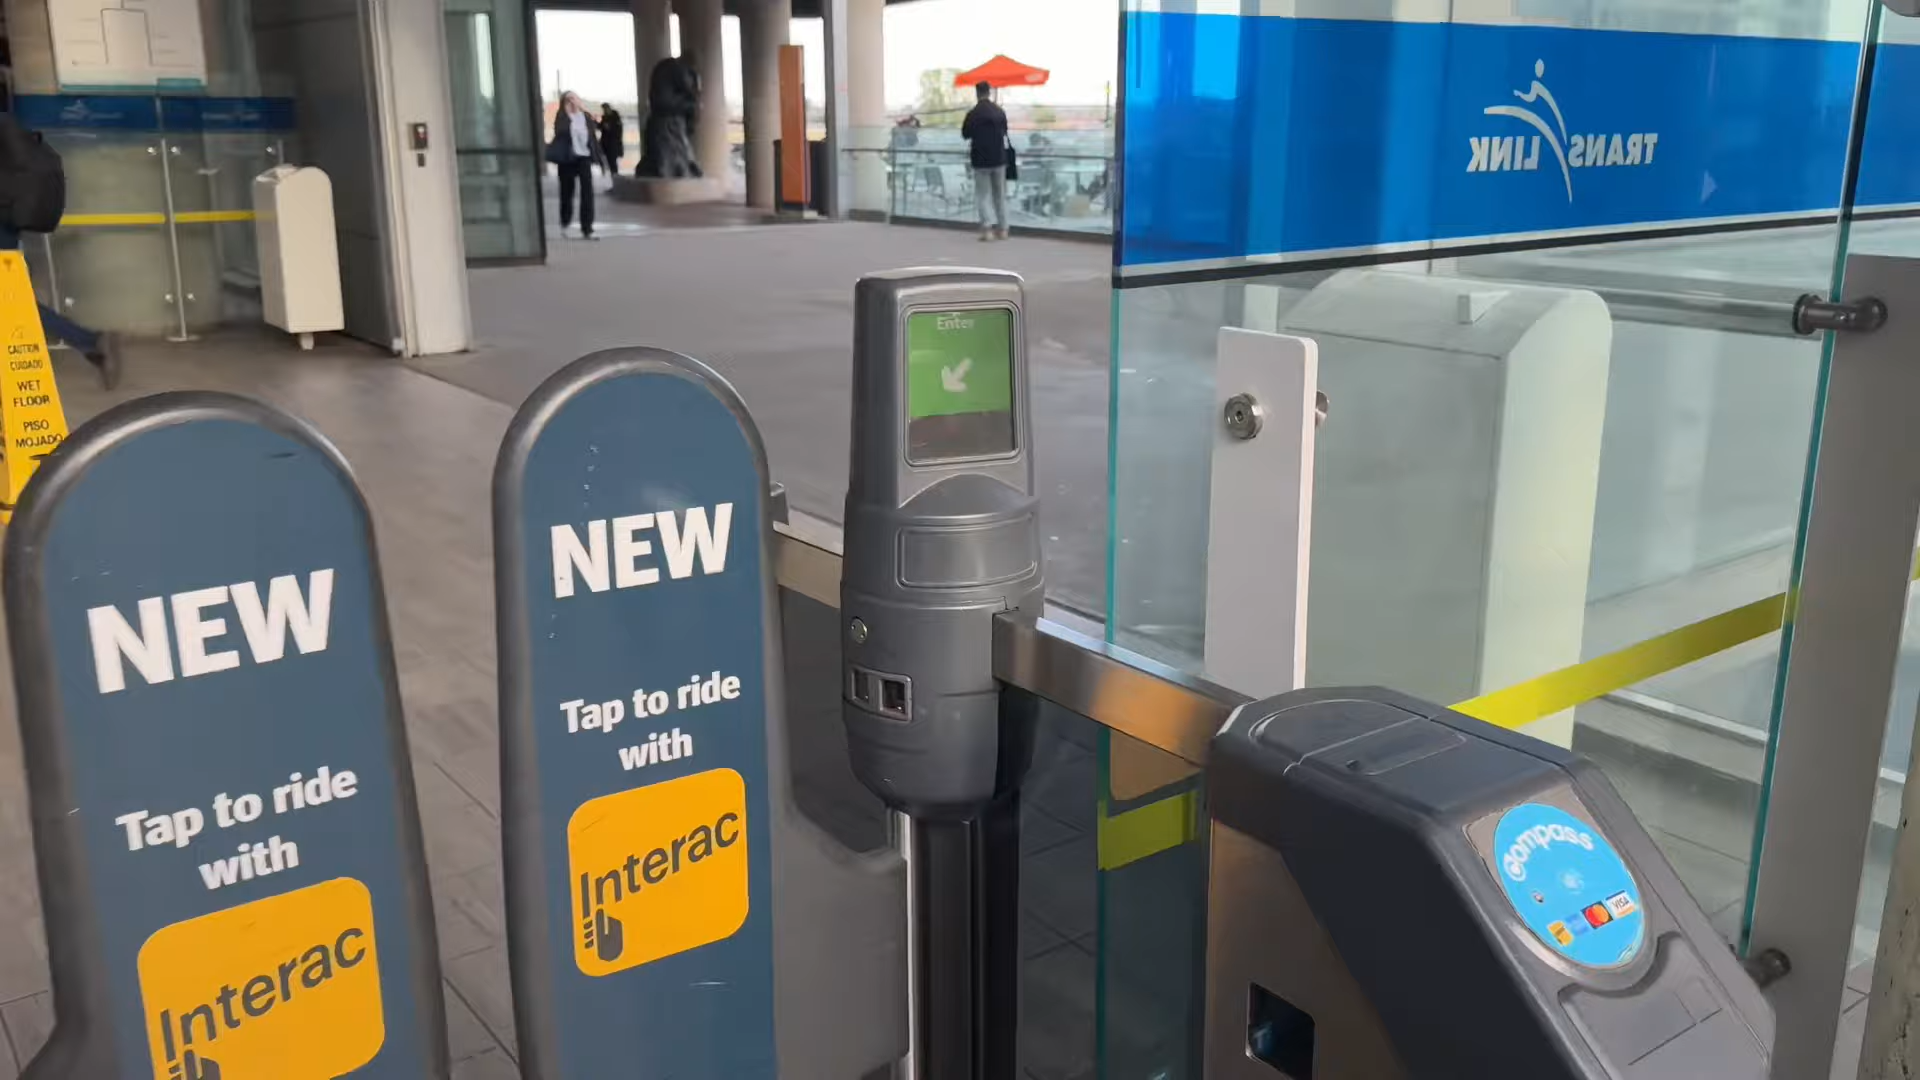 TRANS
LINK
Enter
CAUTION
CUIDADO
WET
FLOOR
PISO
MOJADO
NEW
Tap to ride
with
Interac
NEW
Tap to ride
with
Interac
compass
VISA